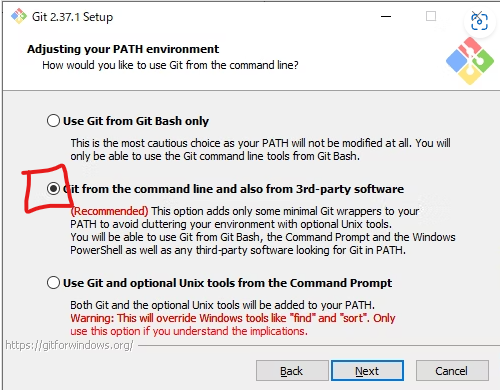 Git 2.37.1 Setup
Adjusting your PATH environment
How would you like to use Git from the command line?
Use Git from Git Bash only
This is the most cautious choice as your PATH will not be modified at all. You will
only be able to use the Git command line tools from Git Bash.
Git from the command line and also from 3rd-party software
(Recommended) This option adds only some minimal Git wrappers to your
PATH to avoid cluttering your environment with optional Unix tools.
You will be able to use Git from Git Bash, the Command Prompt and the Windows
PowerShell as well as any third-party software looking for Git in PATH.
Use Git and optional Unix tools from the Command Prompt
Both Git and the optional Unix tools will be added to your PATH.
Warning: This will override Windows tools like "find" and "sort". Only
use this option if you understand the implications.
https://gitforwindows.org/
Back Next Cancel